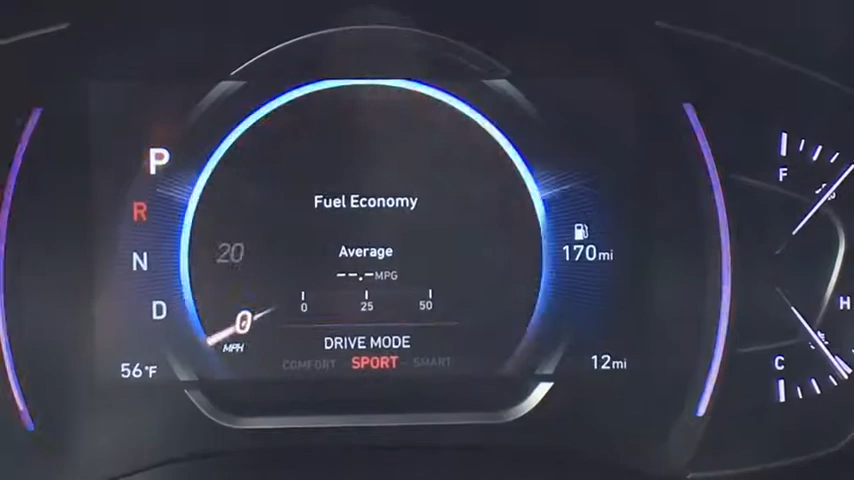 P
R
N
D
Fuel Economy
Average
--.-MPG
0 25 50
20
0
MPH
DRIVE MODE
COMFORT SPORT SMART
56°F
170mi
12mi
F
H
C